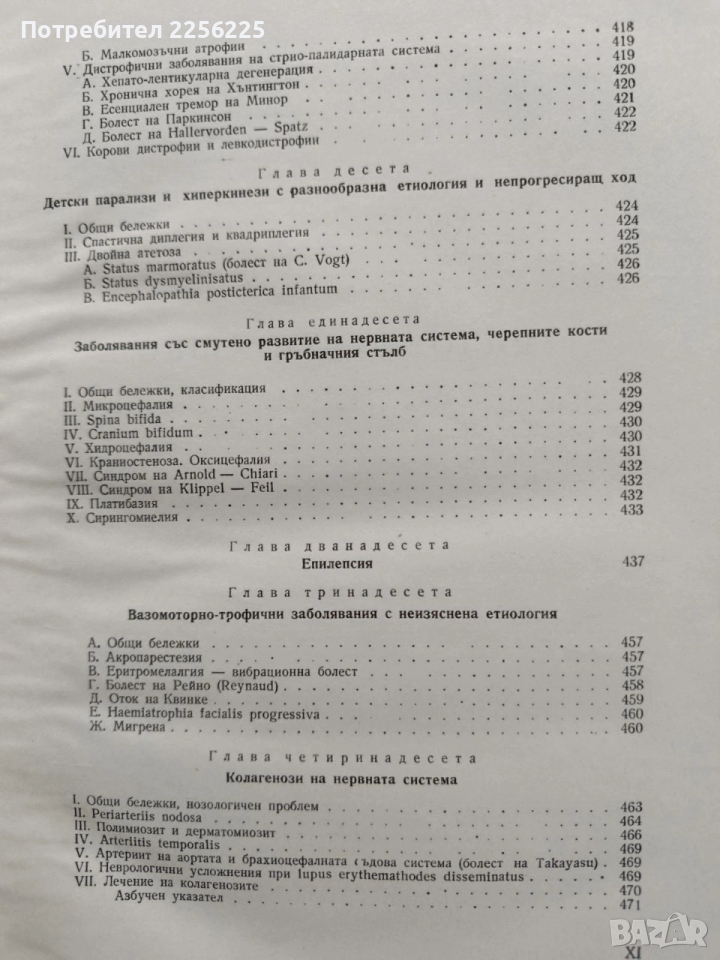 Потребител 2256225
Б. Малкомозъчни атрофии 418
V. Дистрофични заболявания на стрио-палидарната система 419
А. Хепато-лентикуларна дегенерация 419
Б. Хронична хорея на Хънтингтон 420
В. Есенциален тремор на Минор 420
Г. Болест на Паркинсон 421
Д. Болест на Hallervorden — Spatz 422
VI. Корови дистрофии и левкодистрофии 422
Глава десета
Детски парализи и хиперкинези с разнообразна етиология и непрогресиращ ход
I. Общи бележки 424
II. Спастична диплегия и квадриплегия 424
III. Двойна атетоза 425
А. Status marmoratus (болест на C. Vogt) 425
Б. Status dysmyelinisatus 426
В. Encephalopathia posticterica infantum 426
Глава единадесета
Заболявания със смутено развитие на нервната система, черепните кости
и гръбначния стълб
I. Общи бележки, класификация 428
II. Микроцефалия 429
III. Spina bifida 429
IV. Cranium bifidum 430
V. Хидроцефалия 430
VI. Краниостеноза. Оксицефалия 431
VII. Синдром на Arnold — Chiari 432
VIII. Синдром на Klippel — Feil 432
IX. Платибазия 432
X. Сирингомиелия 433
Глава дванадесета
Епилепсия 437
Глава тринадесета
Вазомоторно-трофични заболявания с неизяснена етиология
А. Общи бележки 457
Б. Акропарестезия 457
В. Еритромелалгия — вибрационна болест 457
Г. Болест на Рейно (Reynaud) 458
Д. Оток на Квинке 459
Е. Haemiatrophia facialis progressiva 460
Ж. Мигрена 460
Глава четиринадесета
Колагенози на нервната система
I. Общи бележки, нозологичен проблем 463
II. Periarteriis nodosa 464
III. Полимиозит и дерматомиозит 466
IV. Arteriitis temporalis 469
V. Артериит на аортата и брахиоцефалната съдова система (болест на Takayasu) 469
VI. Неврологични усложнения при lupus erythemathodes disseminatus 469
VII. Лечение на колагенозите 470
Азбучен указател 471
XI
BAZAR